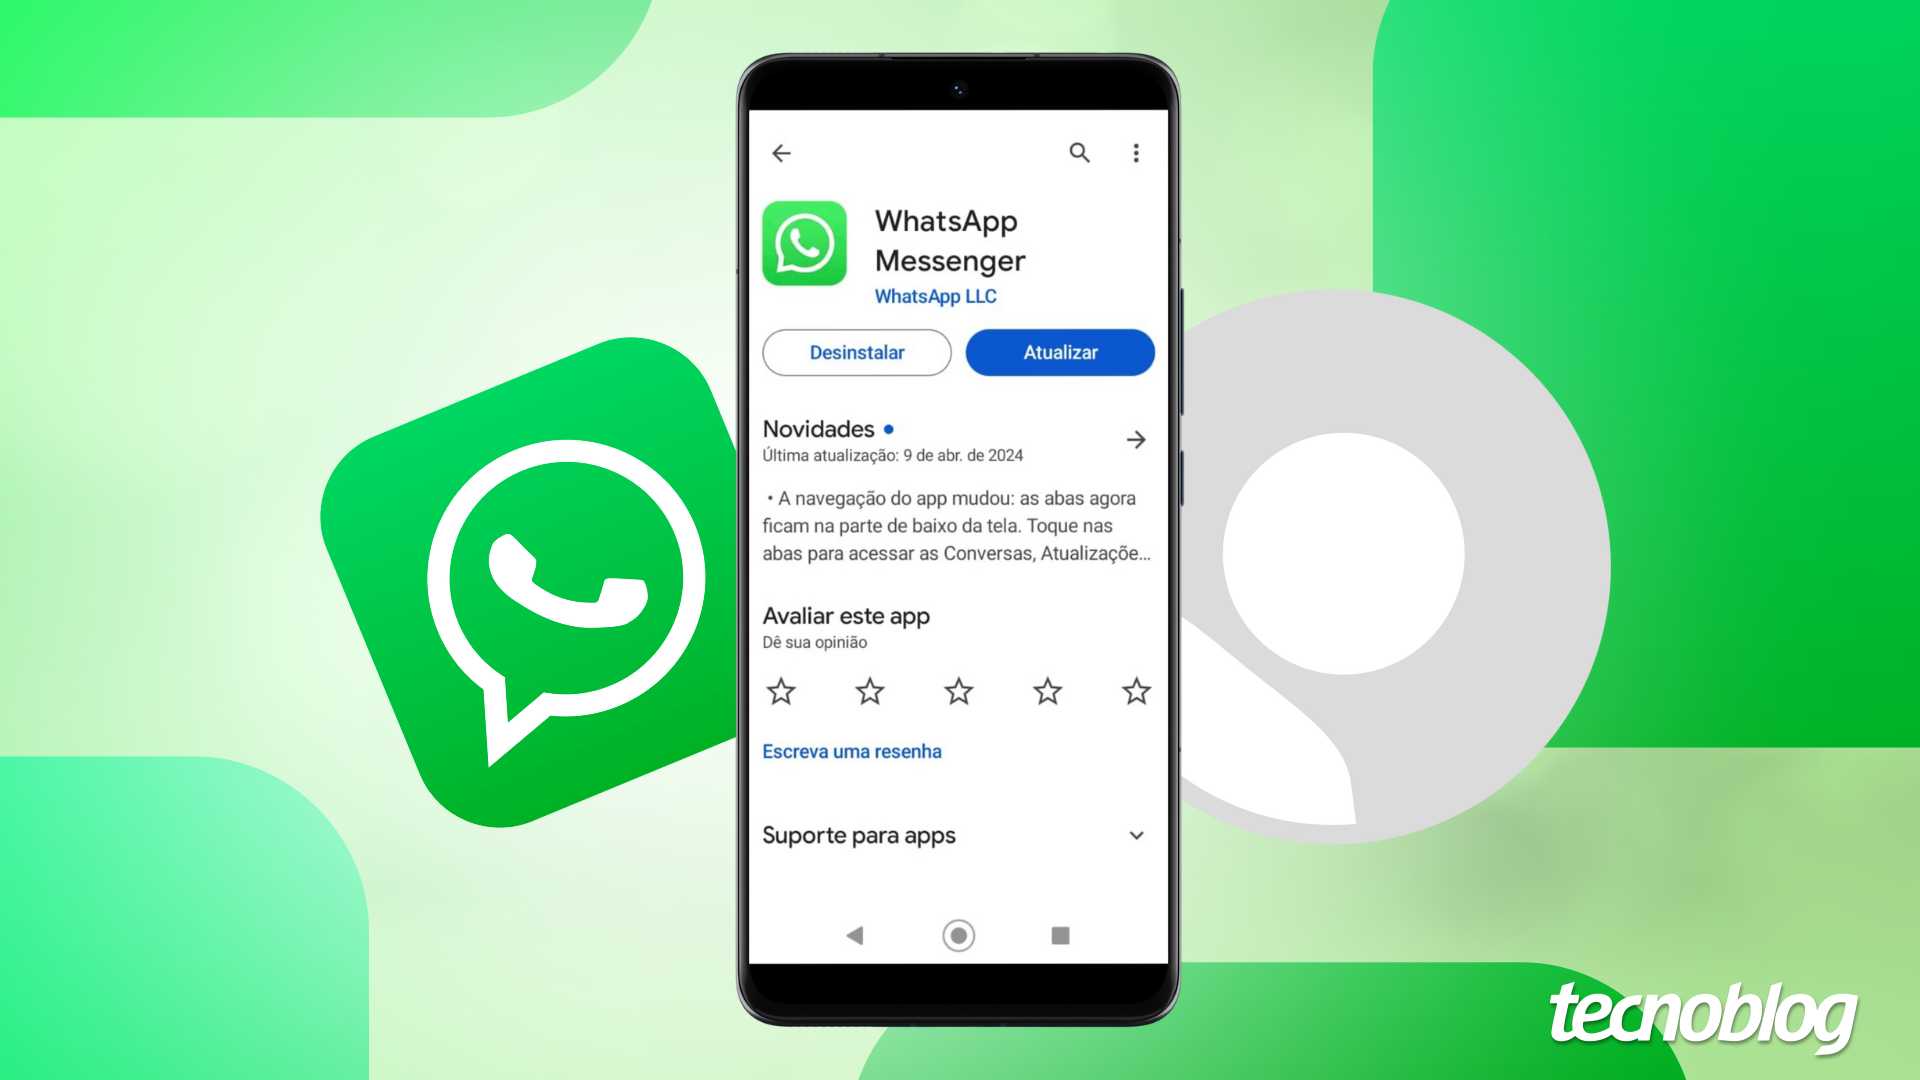 WhatsApp
Messenger
WhatsApp LLC
Desinstalar
Atualizar
Novidades
Última atualização: 9 de abr. de 2024
• A navegação do app mudou: as abas agora
ficam na parte de baixo da tela. Toque nas
abas para acessar as Conversas, Atualizaçõe...
Avaliar este app
Dê sua opinião
Escreva uma resenha
Suporte para apps
tecnoblog